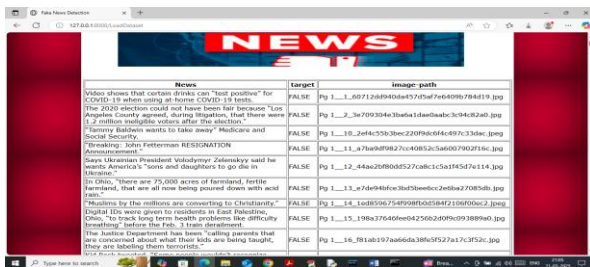 Fake News Detection
127.0.0.1:8000/LoadDataset
NEWS
News target image-path
Video shows that certain drinks can "test positive" for
COVID-19 when using at-home COVID-19 tests.
FALSE
Pg 1__1_60712dd940da457d5af7e6409b784d19.jpg
The 2020 election could not have been fair because "Los
Angeles County agreed, during litigation, that there were
1.2 million ineligible voters after the election."
FALSE
Pg 1__2_3e709304e3ba6a1dae0aabc3c94c82a0.jpg
"Tammy Baldwin wants to take away" Medicare and
Social Security.
FALSE
Pg 1__10_2ef4c55b3bec220f9dc6f4c497c33dac.jpeg
"Breaking: John Fetterman RESIGNATION
Announcement."
FALSE
Pg 1__11_a7ba9df9827cc40852c5a6007902f16c.jpg
Says Ukrainian President Volodymyr Zelenskyy said he
wants America's "sons and daughters to go die in
Ukraine."
FALSE
Pg 1__12_44ae2bf80dd527ca8c1c5a1f45d7e114.jpg
In Ohio, "there are 75,000 acres of farmland, fertile
farmland, that are all now being poured down with acid
rain."
FALSE
Pg 1__13_e7de94bfce3bd5bee6cc2e6ba27085db.jpg
"Muslims by the millions are converting to Christianity."
FALSE
Pg 1__14_1ed8596754f998fb0d584f2106f00ec2.jpeg
Digital IDs were given to residents in East Palestine,
Ohio, "to track long term health problems like difficulty
breathing" before the Feb. 3 train derailment.
FALSE
Pg 1__15_198a37646fee04256b2d0f9c093889a0.jpg
The Justice Department has been "calling parents that
are concerned about what their kids are being taught,
they are labeling them terrorists."
FALSE
Pg 1__16_f81ab197aa66da38fe5f527a17c3f52c.jpg
Type here to search
ENG
21:05